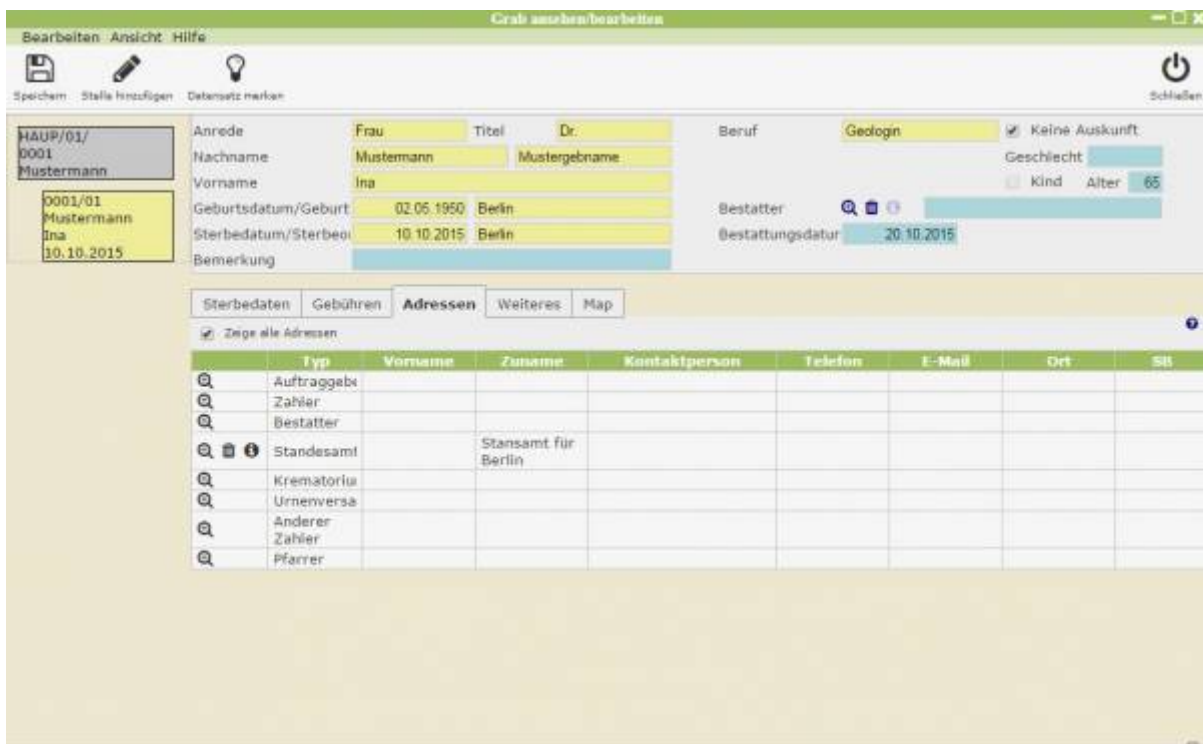 Grab ansehen/bearbeiten
Bearbeiten Ansicht Hilfe
Speichern Stelle hinzufügen Datensatz merken Schließen
HAUP/01/
0001
Mustermann
0001/01
Mustermann
Ina
10.10.2015
Anrede Frau Titel Dr. Beruf Geologin Keine Auskunft
Nachname Mustermann Mustergebname Geschlecht
Vorname Ina Kind Alter 65
Geburtsdatum/Geburt 02.05.1950 Berlin Bestatter
Sterbedatum/Sterbeo 10.10.2015 Berlin Bestattungsdatur 20.10.2015
Bemerkung
Sterbedaten Gebühren Adressen Weiteres Map
Zeige alle Adressen
Typ Vorname Zuname Kontaktperson Telefon E-Mail Ort SB
Auftraggebe
Zahler
Bestatter
Standesamt Stansamt für
Berlin
Krematoriu
Urnenversa
Anderer
Zahler
Pfarrer